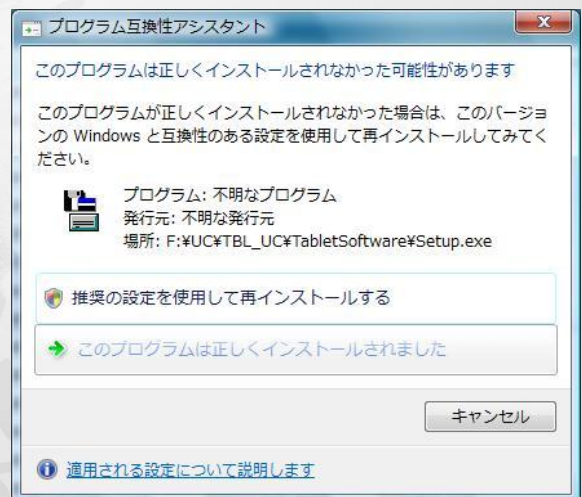 プログラム互換性アシスタント
このプログラムは正しくインストールされなかった可能性があります
このプログラムが正しくインストールされなかった場合は、このバージョ
ンの Windows と互換性のある設定を使用して再インストールしてみてく
ださい。
プログラム: 不明なプログラム
発行元: 不明な発行元
場所: F:¥UC¥TBL_UC¥TabletSoftware¥Setup.exe
推奨の設定を使用して再インストールする
このプログラムは正しくインストールされました
キャンセル
適用される設定について説明します